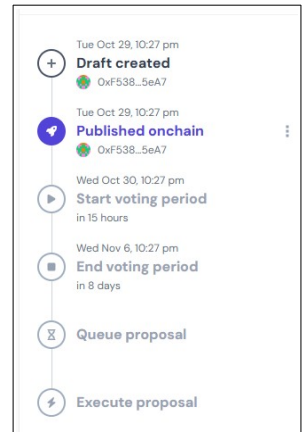 Tue Oct 29, 10:27 pm
Draft created
0xF538...5eA7
Tue Oct 29, 10:27 pm
Published onchain
0xF538...5eA7
Wed Oct 30, 10:27 pm
Start voting period
in 15 hours
Wed Nov 6, 10:27 pm
End voting period
in 8 days
Queue proposal
Execute proposal